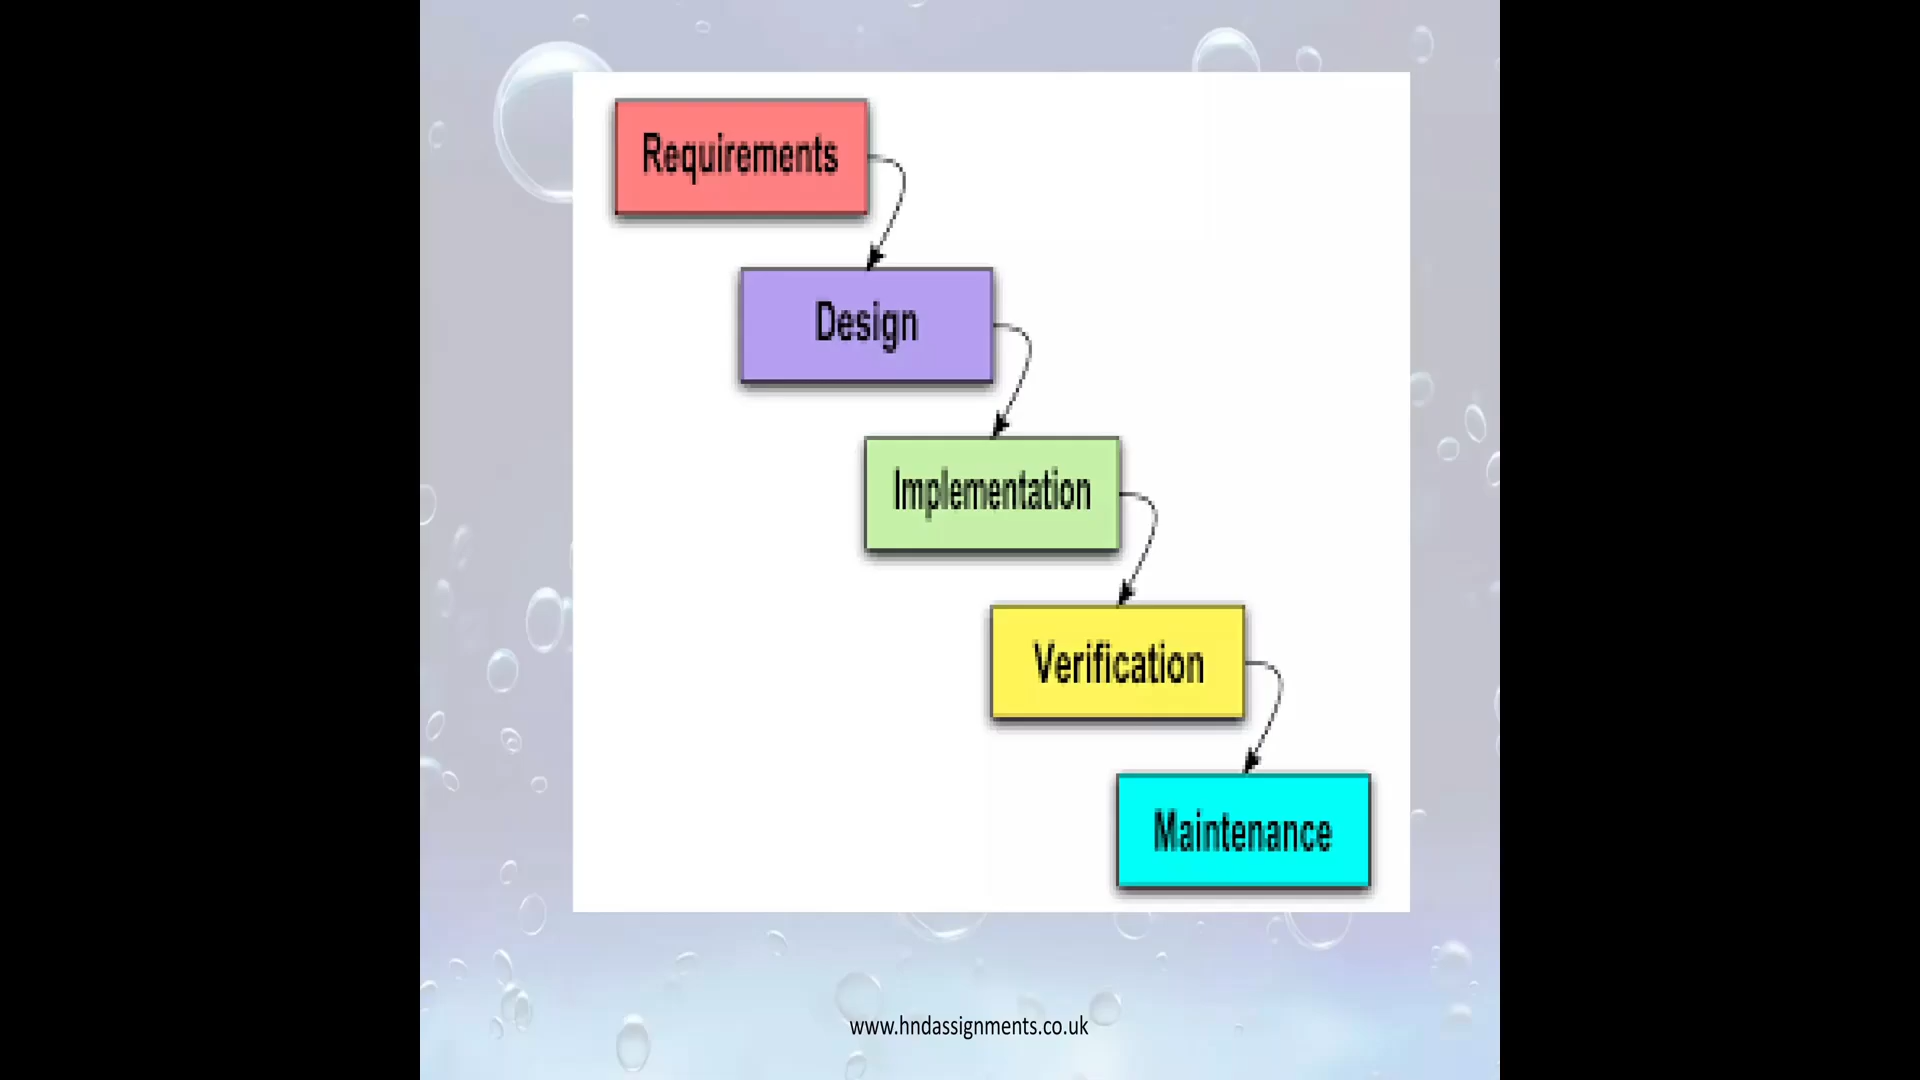 Requirements
Design
Implementation
Verification
Maintenance
www.hndassignments.co.uk